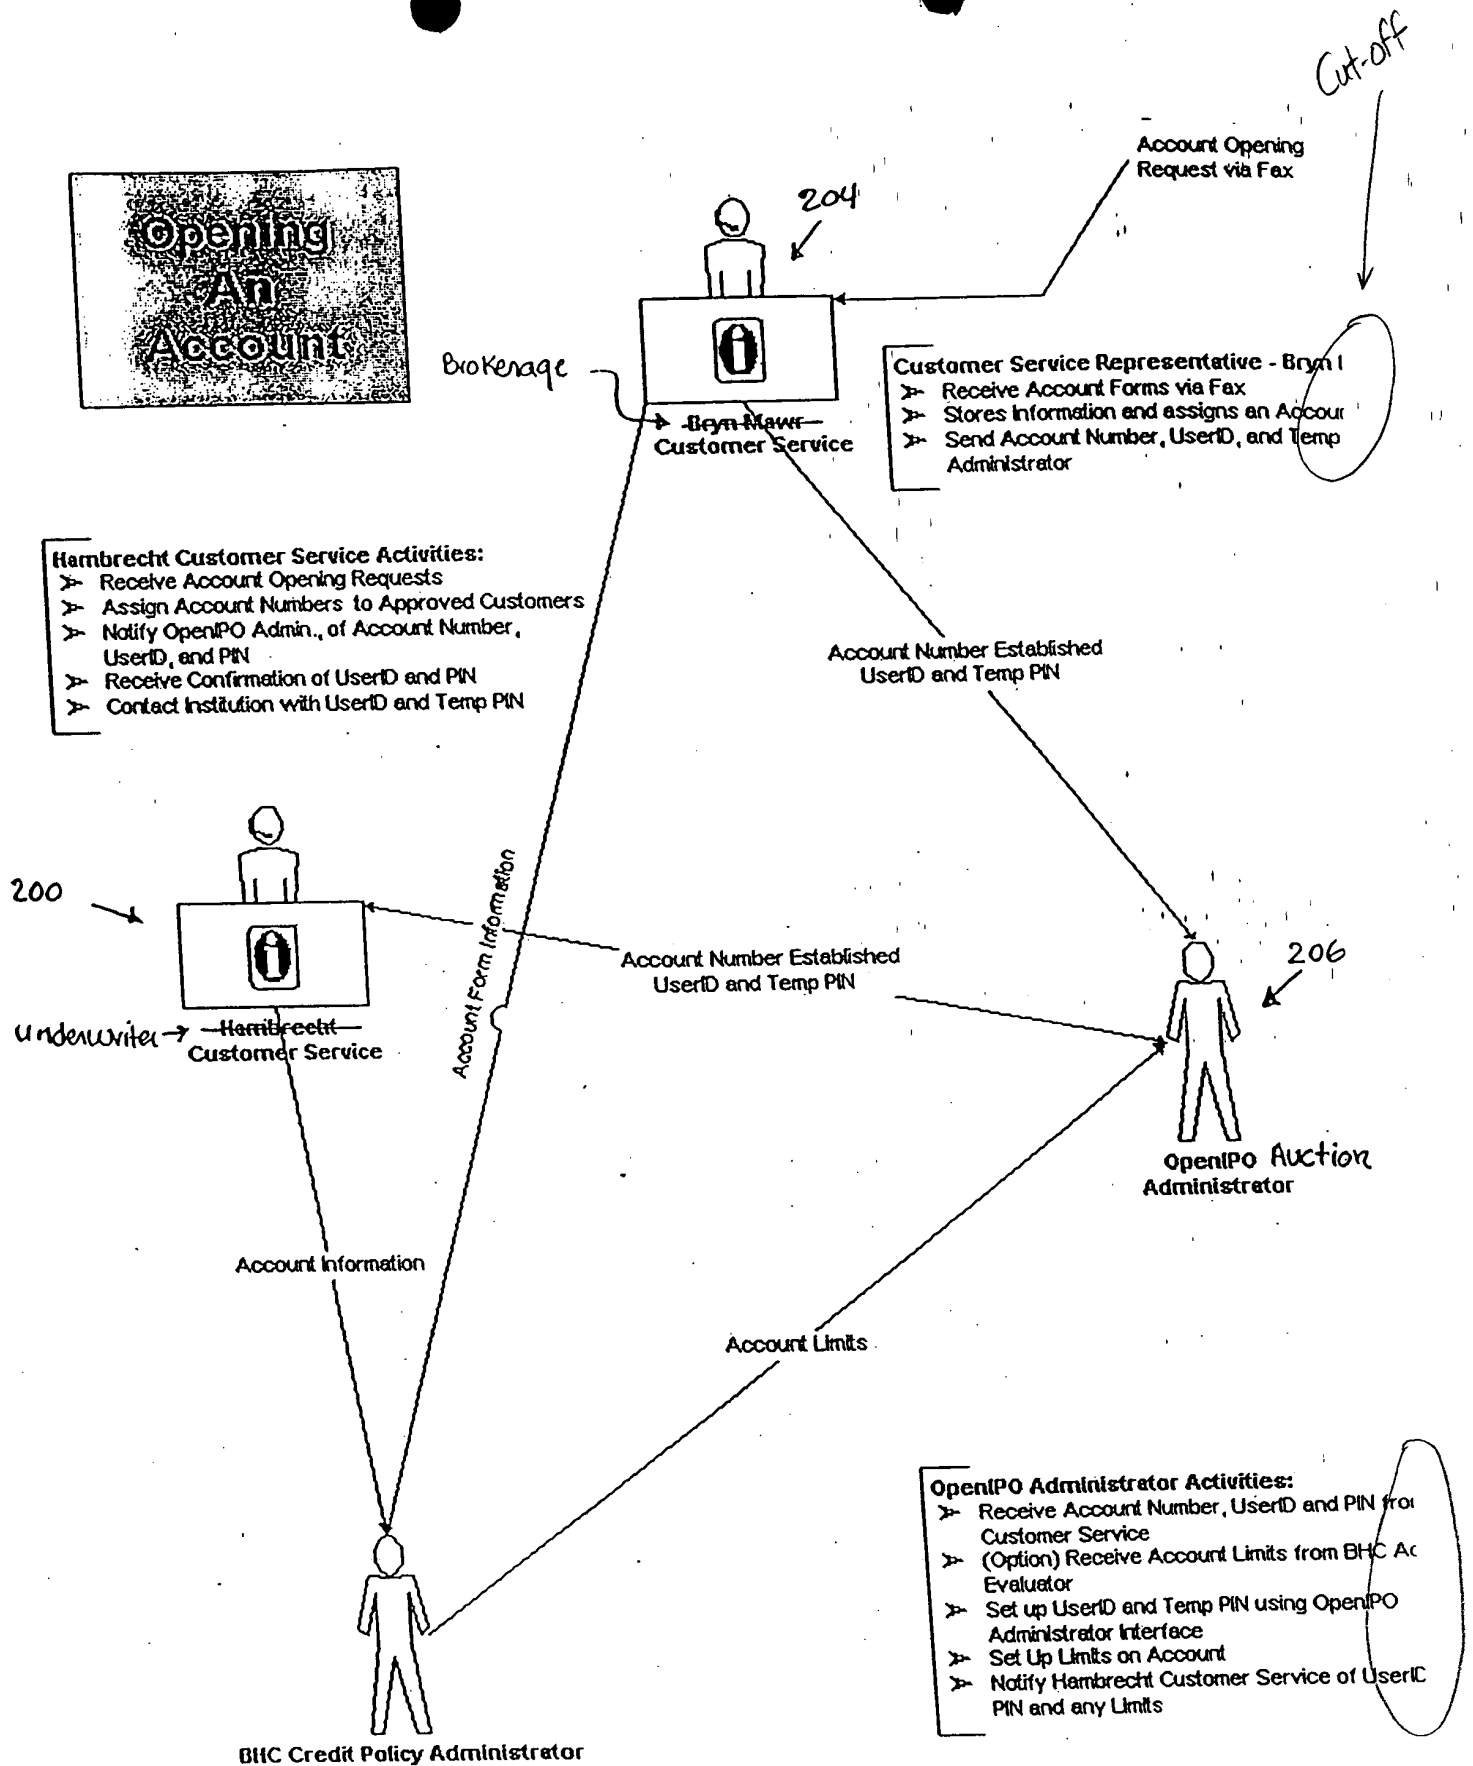 Cut-off
Account Opening
Request via Fax
204
Opening
An
Account
Brokerage
Bryn Mawr
Customer Service
Customer Service Representative - Bryn
Receive Account Forms via Fax
Stores Information and assigns an Accour
Send Account Number, UserID, and Temp
Administrator
Hambrecht Customer Service Activities:
Receive Account Opening Requests
Assign Account Numbers to Approved Customers
Notify OpenIPO Admin., of Account Number,
UserID, and PIN
Receive Confirmation of UserID and PIN
Contact Institution with UserID and Temp PIN
Account Number Established
UserID and Temp PIN
200
Account Form Information
Account Number Established
UserID and Temp PIN
206
underwriter
Hambrecht
Customer Service
OpenIPO Auction
Administrator
Account Information
Account Limits
OpenIPO Administrator Activities:
Receive Account Number, UserID and PIN fro
Customer Service
(Option) Receive Account Limits from BHC Ac
Evaluator
Set up UserID and Temp PIN using OpenIPO
Administrator Interface
Set Up Limits on Account
Notify Hambrecht Customer Service of UserID
PIN and any Limits
BHC Credit Policy Administrator